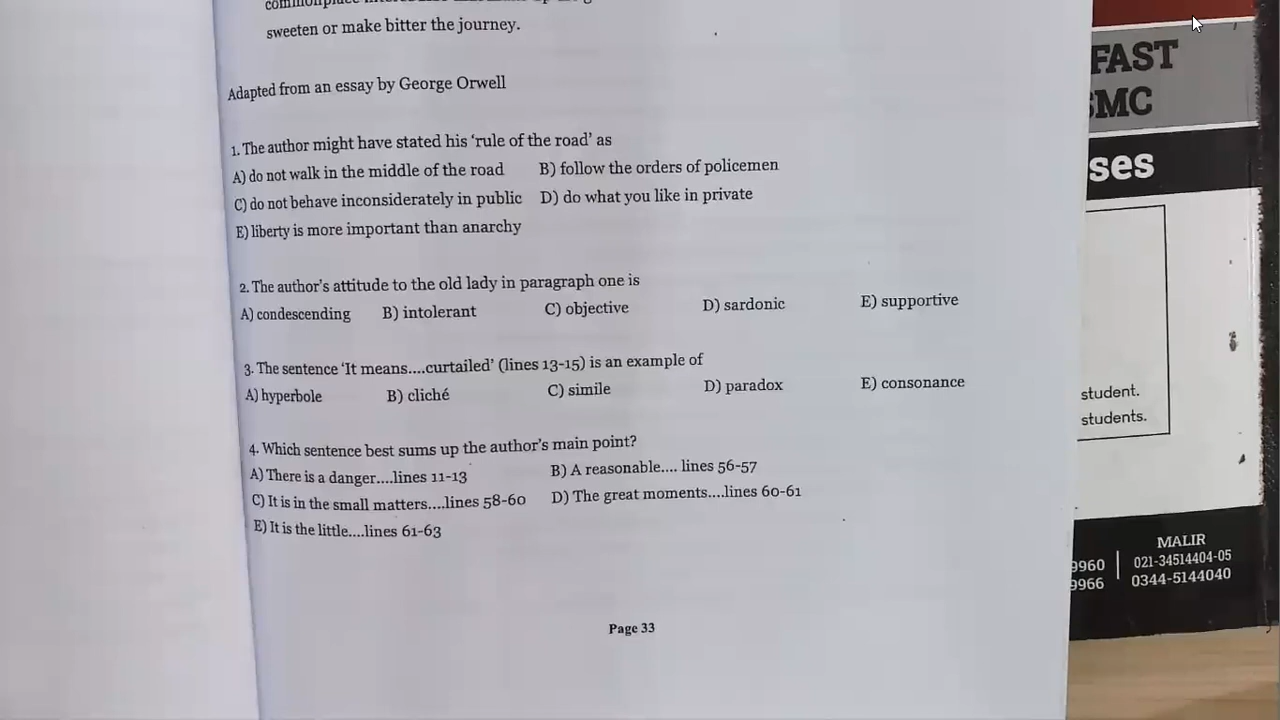 sweeten or make bitter the journey.
Adapted from an essay by George Orwell
1. The author might have stated his 'rule of the road' as
A) do not walk in the middle of the road B) follow the orders of policemen
C) do not behave inconsiderately in public D) do what you like in private
E) liberty is more important than anarchy
2. The author's attitude to the old lady in paragraph one is
A) condescending B) intolerant C) objective D) sardonic E) supportive
3. The sentence 'It means....curtailed' (lines 13-15) is an example of
A) hyperbole B) cliché C) simile D) paradox E) consonance
4. Which sentence best sums up the author's main point?
A) There is a danger....lines 11-13 B) A reasonable.... lines 56-57
C) It is in the small matters....lines 58-60 D) The great moments....lines 60-61
E) It is the little....lines 61-63
Page 33
FAST
SMC
ses
student.
students.
MALIR
9960 021-34514404-05
9966 0344-5144040